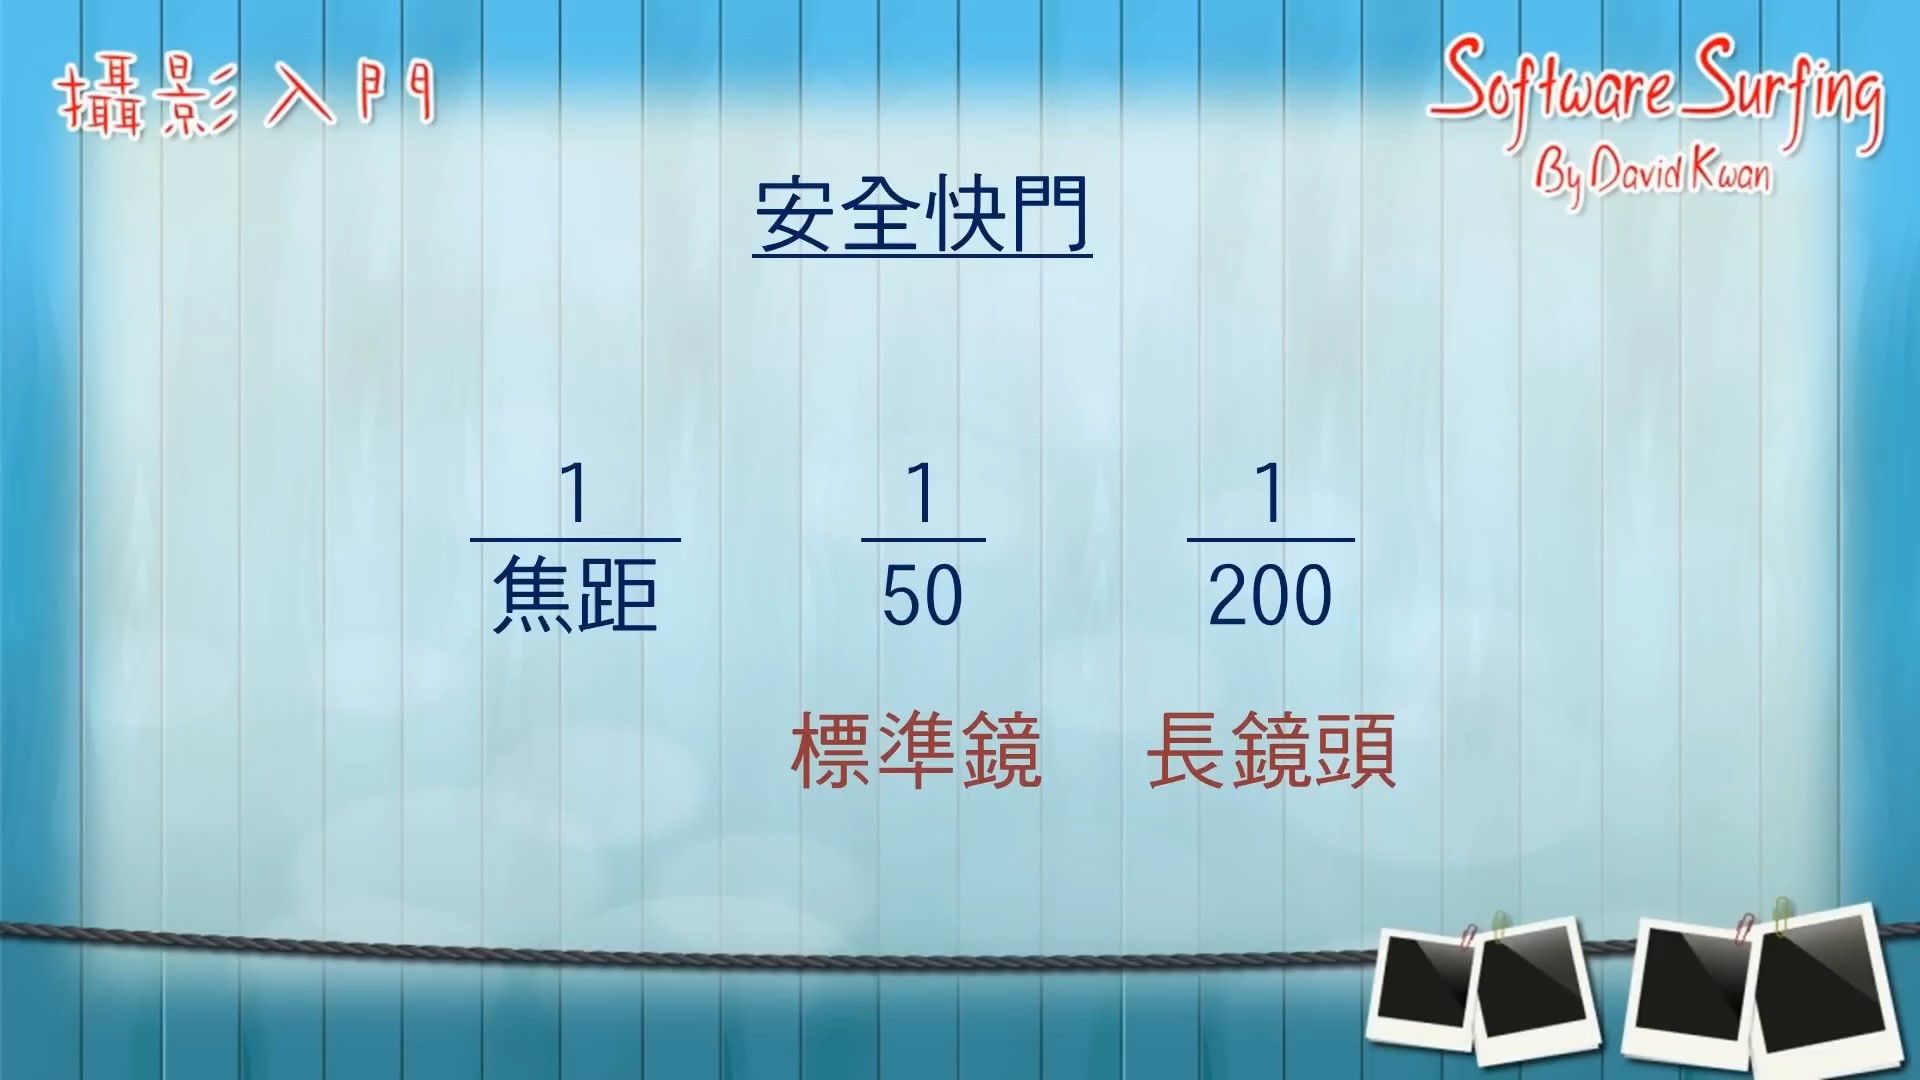 攝影入門
Software Surfing
By David Kwan
安全快門
1 1 1
焦距 50 200
標準鏡 長鏡頭